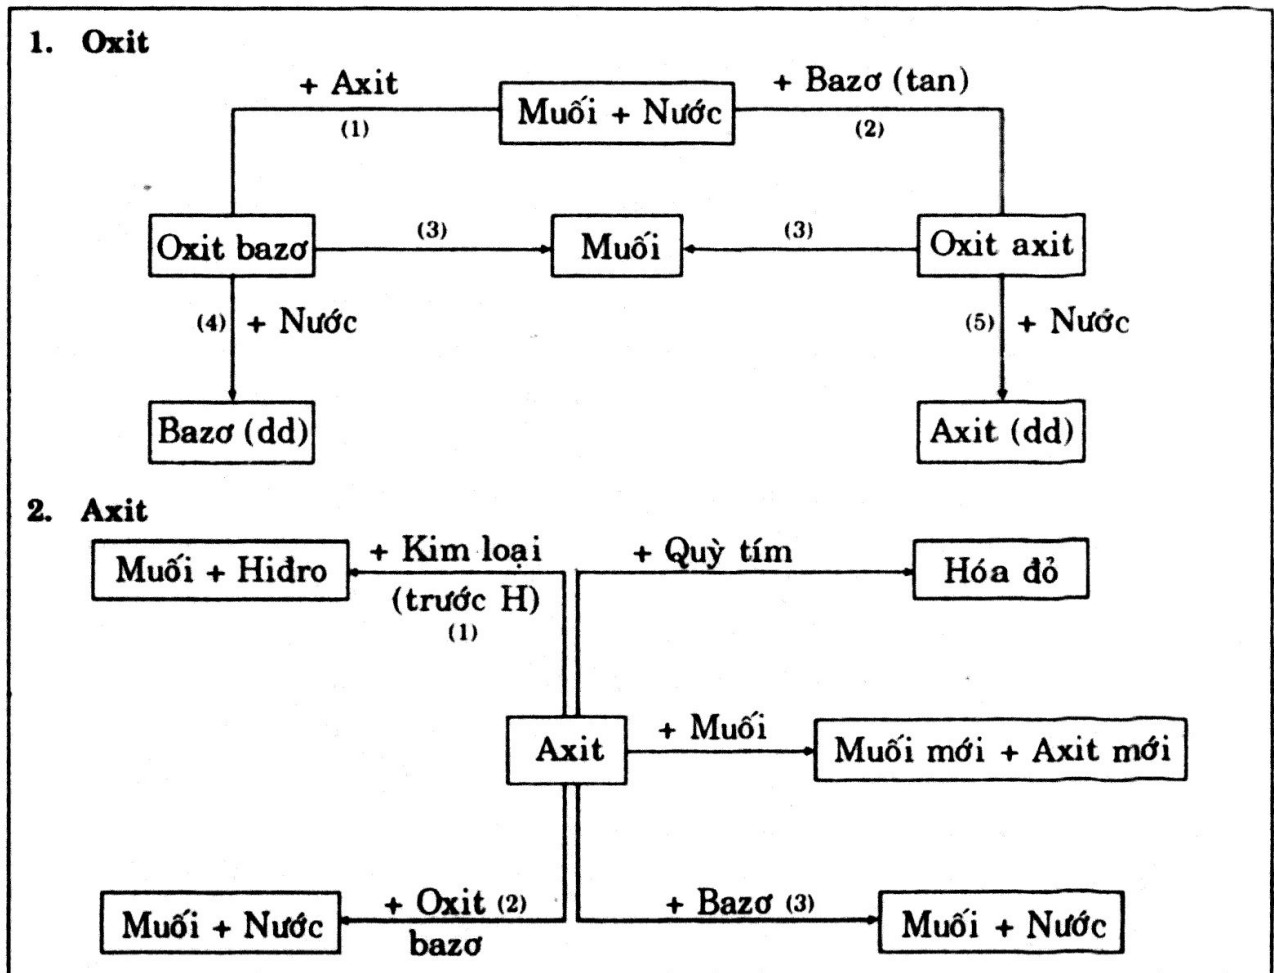 1. Oxit
+ Axit
(1)
Muối + Nước
+ Bazơ (tan)
(2)
Oxit bazơ
(3)
Muối
(3)
Oxit axit
(4) + Nước
(5) + Nước
Bazơ (dd)
Axit (dd)
2. Axit
Muối + Hiđro
+ Kim loại
(trước H)
(1)
+ Quỳ tím
Hóa đỏ
Axit
+ Muối
Muối mới + Axit mới
Muối + Nước
+ Oxit (2)
bazơ
+ Bazơ (3)
Muối + Nước